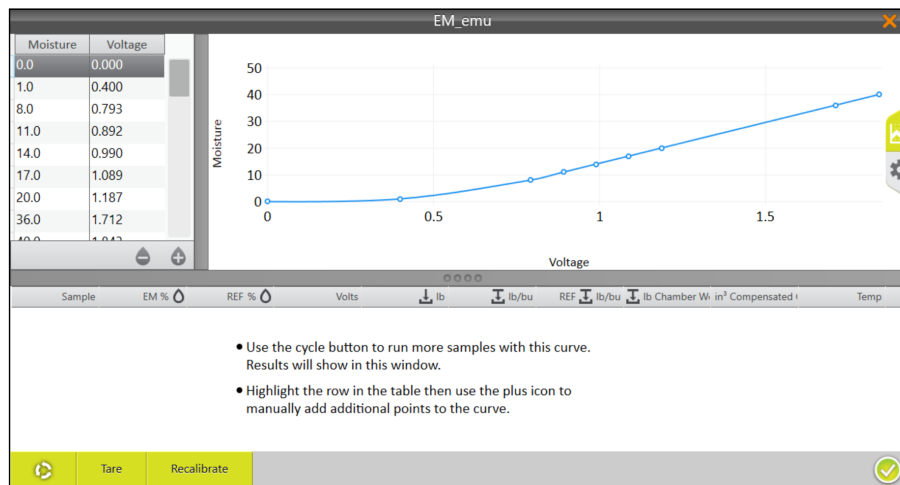 EM_emu
Moisture Voltage
0.0 0.000
1.0 0.400
8.0 0.793
11.0 0.892
14.0 0.990
17.0 1.089
20.0 1.187
36.0 1.712
40.0 1.843
Moisture
50
40
30
20
10
0
0 0.5 1 1.5
Voltage
Sample EM % REF % Volts lb lb/bu REF lb/bu lb Chamber in³ Compensated Temp
• Use the cycle button to run more samples with this curve.
Results will show in this window.
• Highlight the row in the table then use the plus icon to
manually add additional points to the curve.
Tare Recalibrate